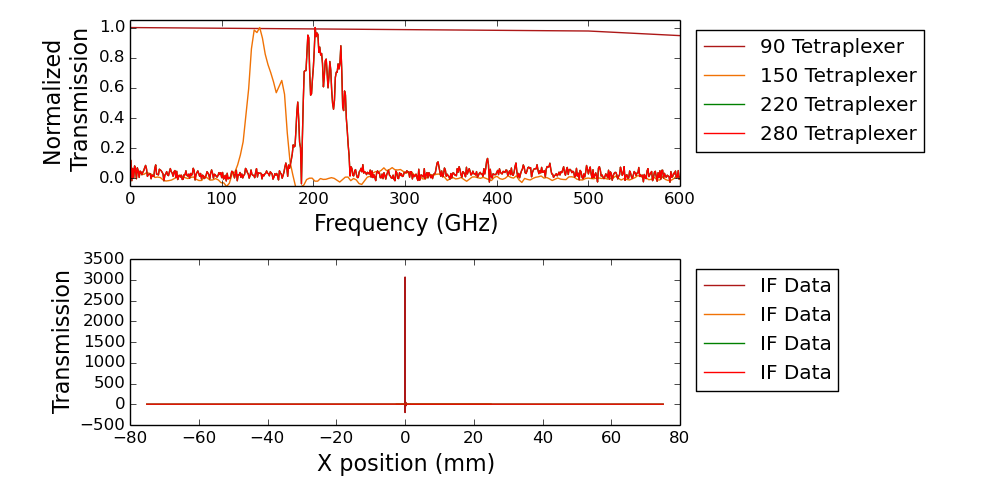 Normalized
Transmission
1.0
0.8
0.6
0.4
0.2
0.0
0 100 200 300 400 500 600
Frequency (GHz)
90 Tetraplexer
150 Tetraplexer
220 Tetraplexer
280 Tetraplexer
Transmission
3500
3000
2500
2000
1500
1000
500
0
−500
−80 −60 −40 −20 0 20 40 60 80
X position (mm)
IF Data
IF Data
IF Data
IF Data